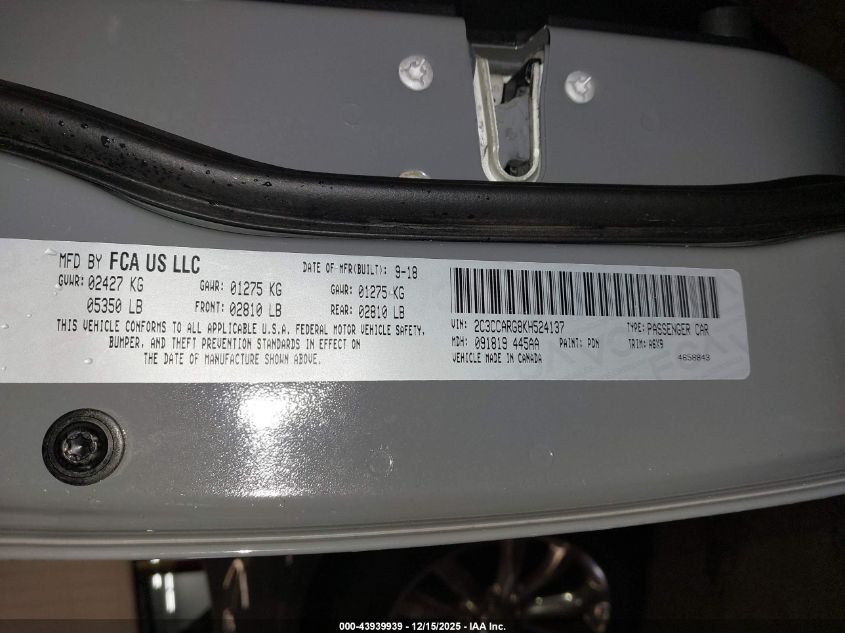 MFD BY FCA US LLC DATE OF MFR(BUILT): 9-18
GVWR: 02427 KG GAWR: 01275 KG GAWR: 01275 KG
05350 LB FRONT: 02810 LB REAR: 02810 LB
THIS VEHICLE CONFORMS TO ALL APPLICABLE U.S.A. FEDERAL MOTOR VEHICLE SAFETY,
BUMPER, AND THEFT PREVENTION STANDARDS IN EFFECT ON
THE DATE OF MANUFACTURE SHOWN ABOVE.
VIN: 2C3CCARG8KH524137 TYPE: PASSENGER CAR
MDH: 091819 445AA PAINT: PDN TRIM: A6X9
VEHICLE MADE IN CANADA 4658843
000-43939939 - 12/15/2025 - IAA Inc.